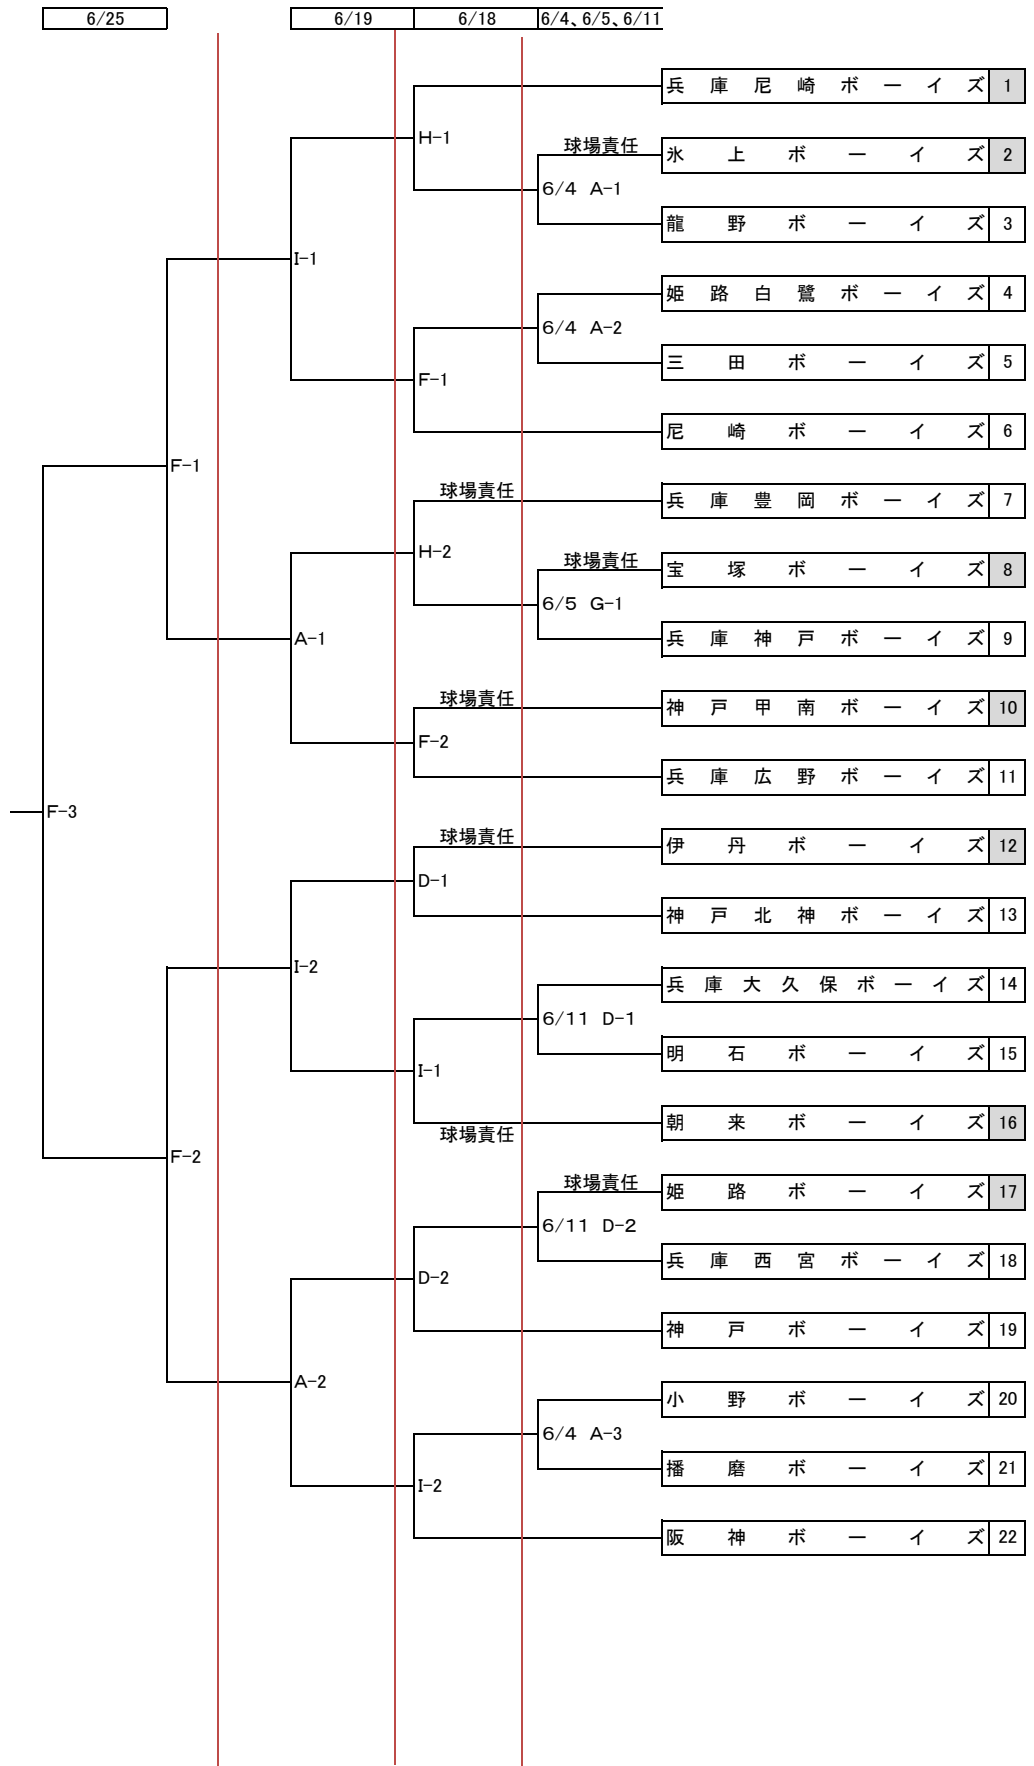 6/25 6/19 6/18 6/4、6/5、6/11
兵庫尼崎ボーイズ 1
H-1
球場責任
氷上ボーイズ 2
6/4 A-1
龍野ボーイズ 3
I-1
姫路白鷺ボーイズ 4
6/4 A-2
三田ボーイズ 5
F-1
尼崎ボーイズ 6
F-1
球場責任
兵庫豊岡ボーイズ 7
H-2
球場責任
宝塚ボーイズ 8
6/5 G-1
兵庫神戸ボーイズ 9
A-1
球場責任
神戸甲南ボーイズ 10
F-2
兵庫広野ボーイズ 11
F-3
球場責任
伊丹ボーイズ 12
D-1
神戸北神ボーイズ 13
I-2
兵庫大久保ボーイズ 14
6/11 D-1
明石ボーイズ 15
I-1
朝来ボーイズ 16
球場責任
F-2
球場責任
姫路ボーイズ 17
6/11 D-2
兵庫西宮ボーイズ 18
D-2
神戸ボーイズ 19
A-2
小野ボーイズ 20
6/4 A-3
播磨ボーイズ 21
I-2
阪神ボーイズ 22